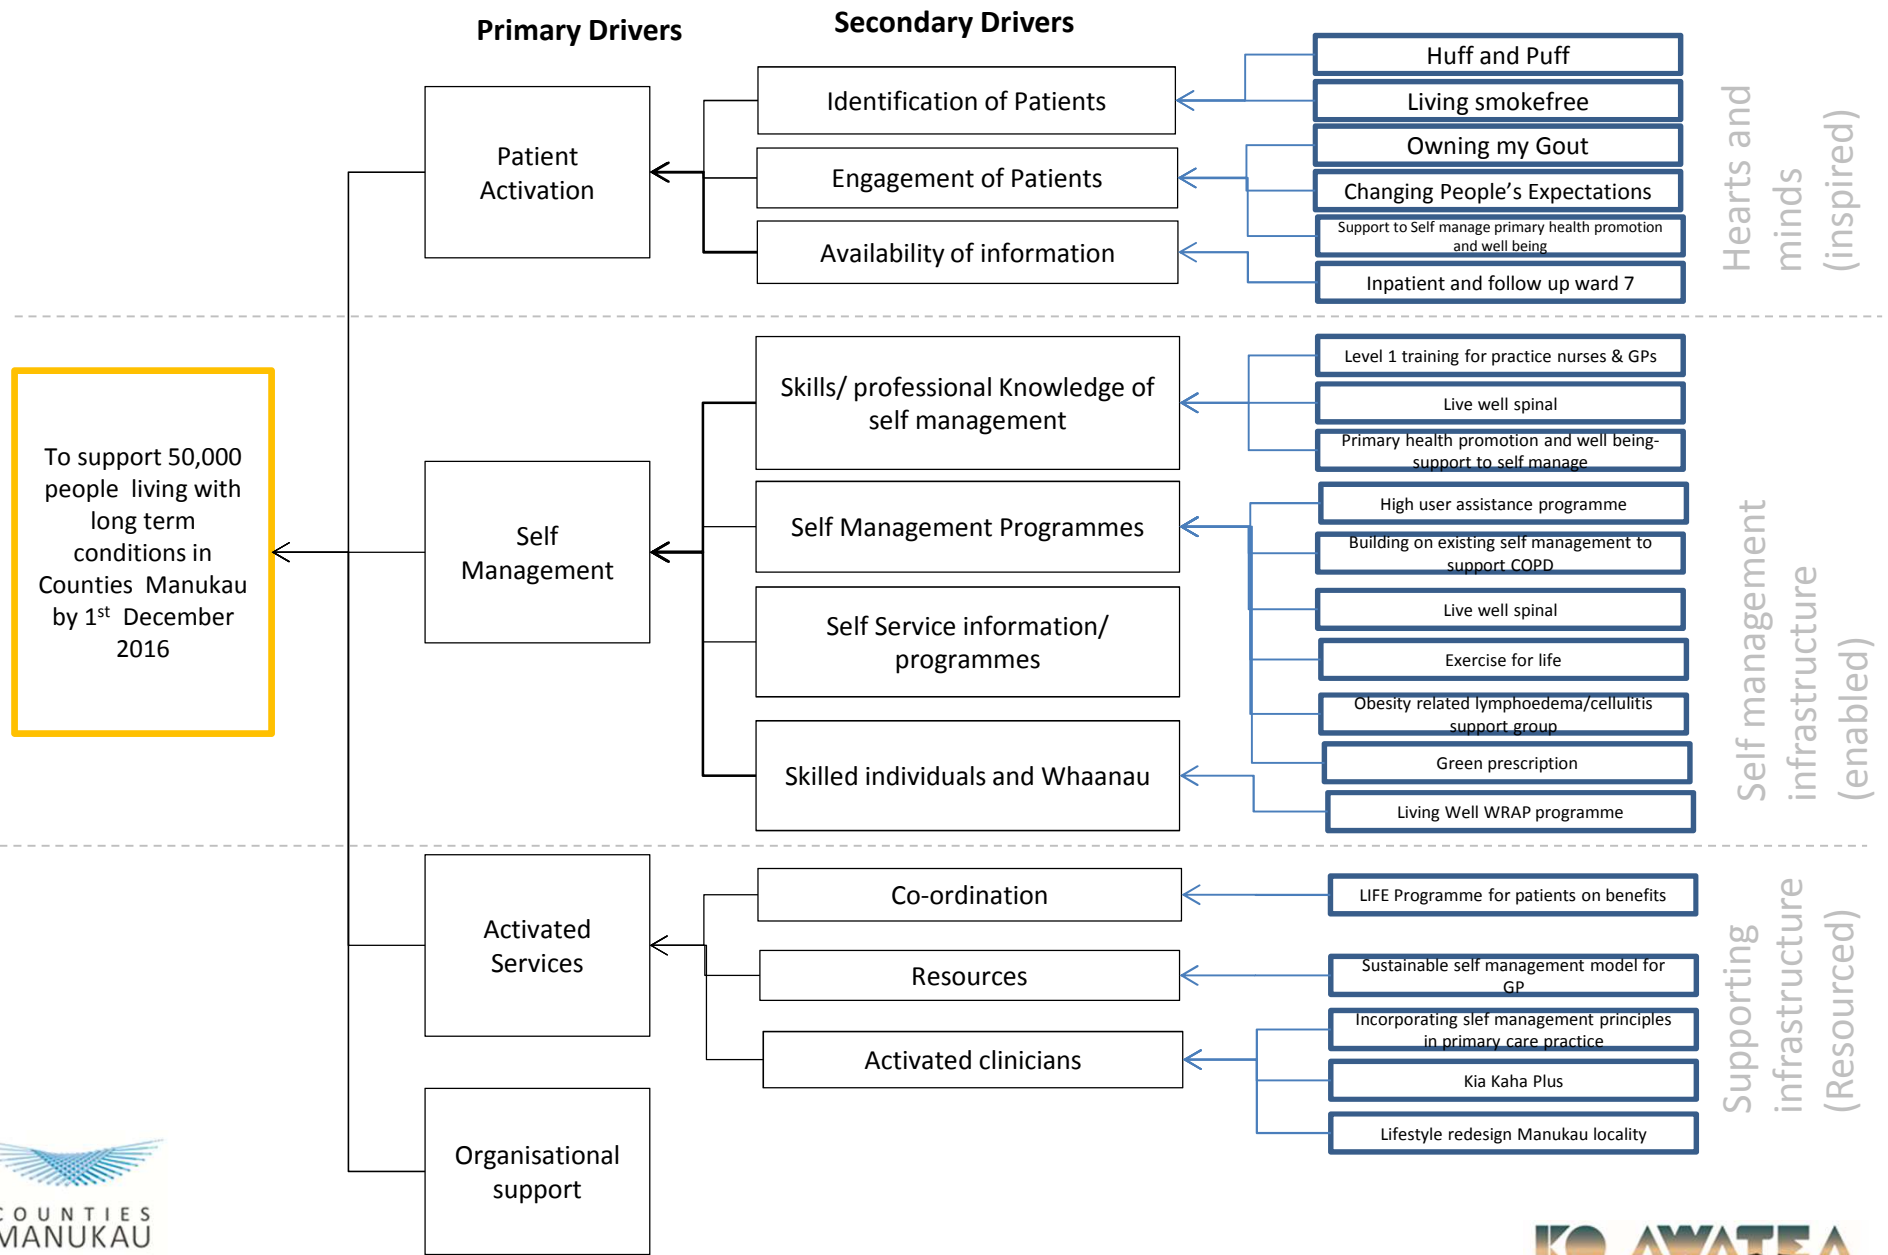 Primary Drivers
Secondary Drivers
To support 50,000
people living with
long term
conditions in
Counties Manukau
by 1st December
2016
Patient
Activation
Identification of Patients
Engagement of Patients
Availability of information
Huff and Puff
Living smokefree
Owning my Gout
Changing People's Expectations
Support to Self manage primary health promotion
and well being
Inpatient and follow up ward 7
Hearts and
minds
(inspired)
Self
Management
Skills/ professional Knowledge of
self management
Self Management Programmes
Self Service information/
programmes
Skilled individuals and Whaanau
Level 1 training for practice nurses & GPs
Live well spinal
Primary health promotion and well being-
support to self manage
High user assistance programme
Building on existing self management to
support COPD
Live well spinal
Exercise for life
Obesity related lymphoedema/cellulitis
support group
Green prescription
Living Well WRAP programme
Self management
infrastructure
(enabled)
Activated
Services
Co-ordination
Resources
Activated clinicians
LIFE Programme for patients on benefits
Sustainable self management model for
GP
Incorporating slef management principles
in primary care practice
Kia Kaha Plus
Lifestyle redesign Manukau locality
Supporting
infrastructure
(Resourced)
Organisational
support
COUNTIES
MANUKAU
KO AWATEA